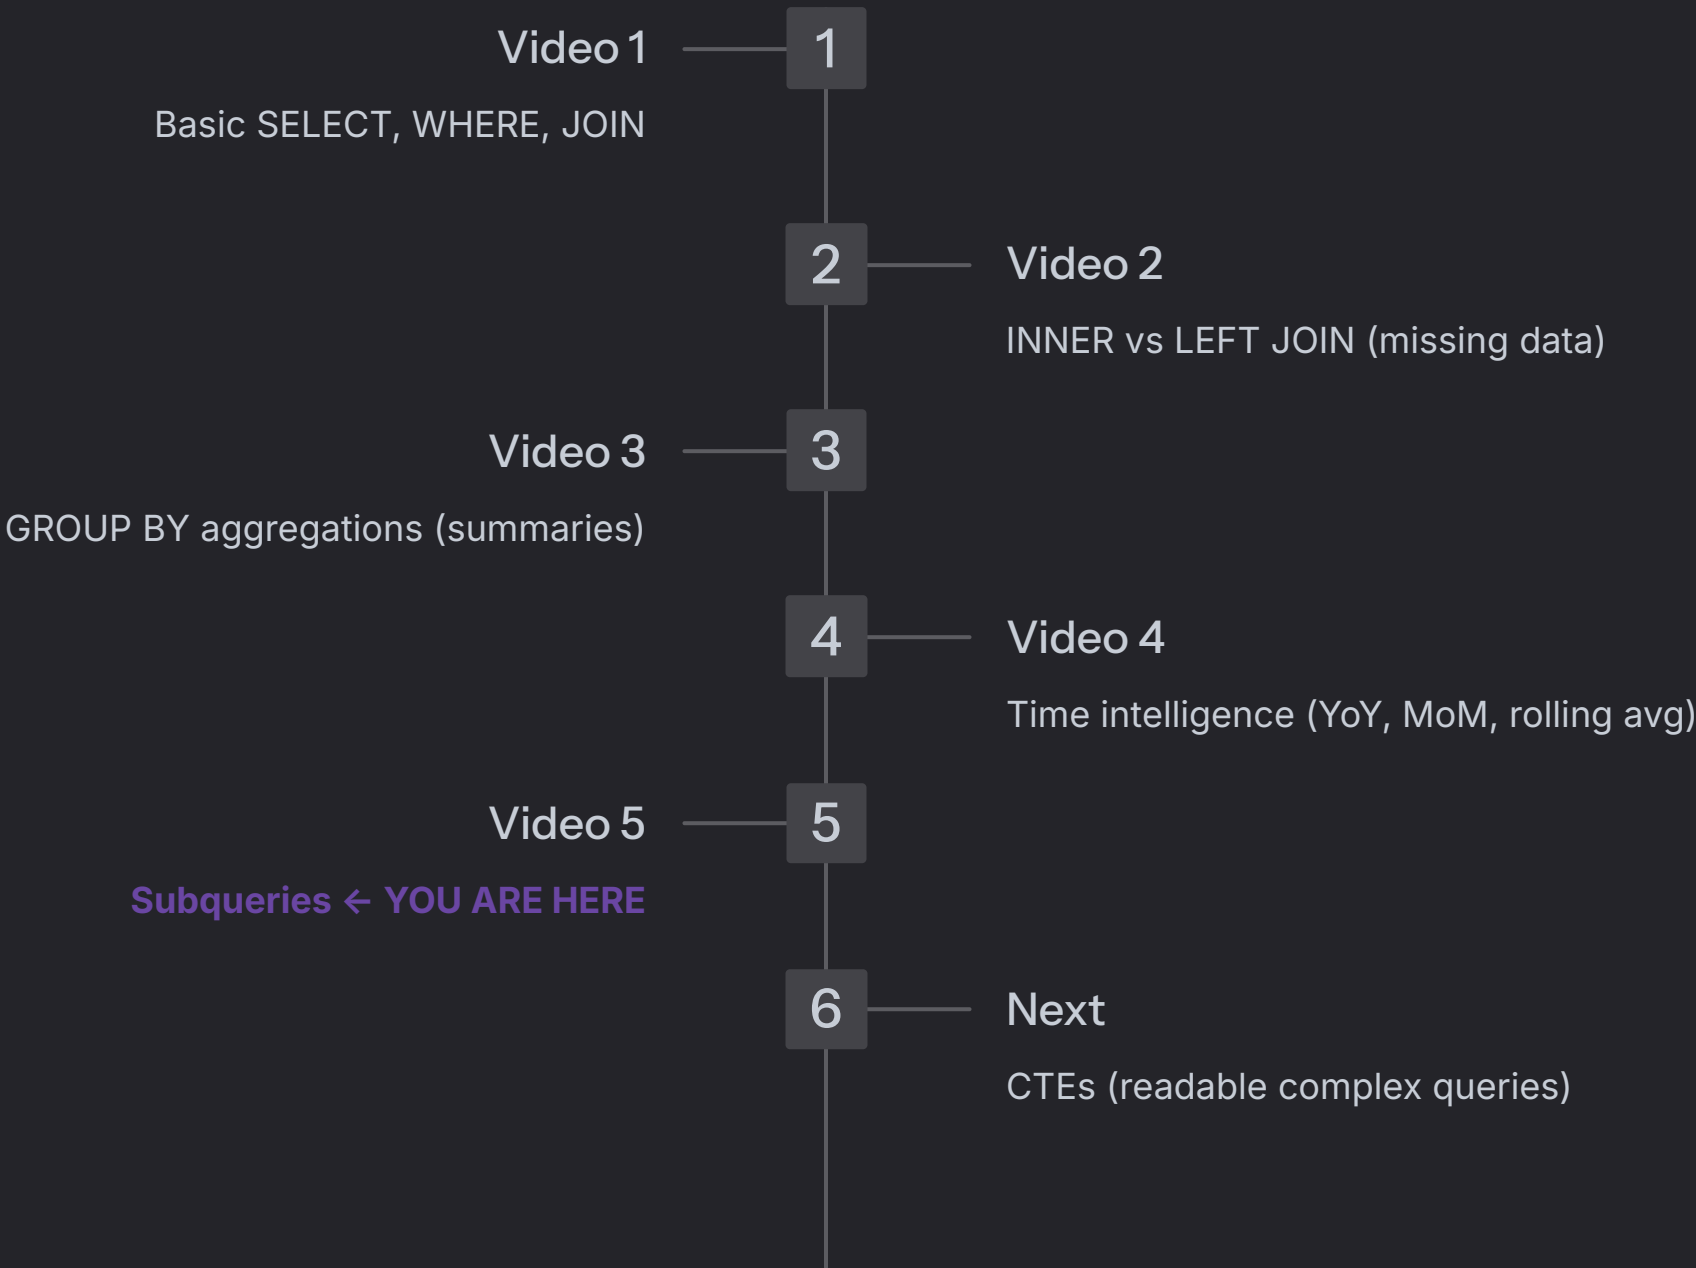 Video 1
1
Basic SELECT, WHERE, JOIN
2
Video 2
INNER vs LEFT JOIN (missing data)
Video 3
3
GROUP BY aggregations (summaries)
4
Video 4
Time intelligence (YoY, MoM, rolling avg)
Video 5
5
Subqueries ← YOU ARE HERE
6
Next
CTEs (readable complex queries)